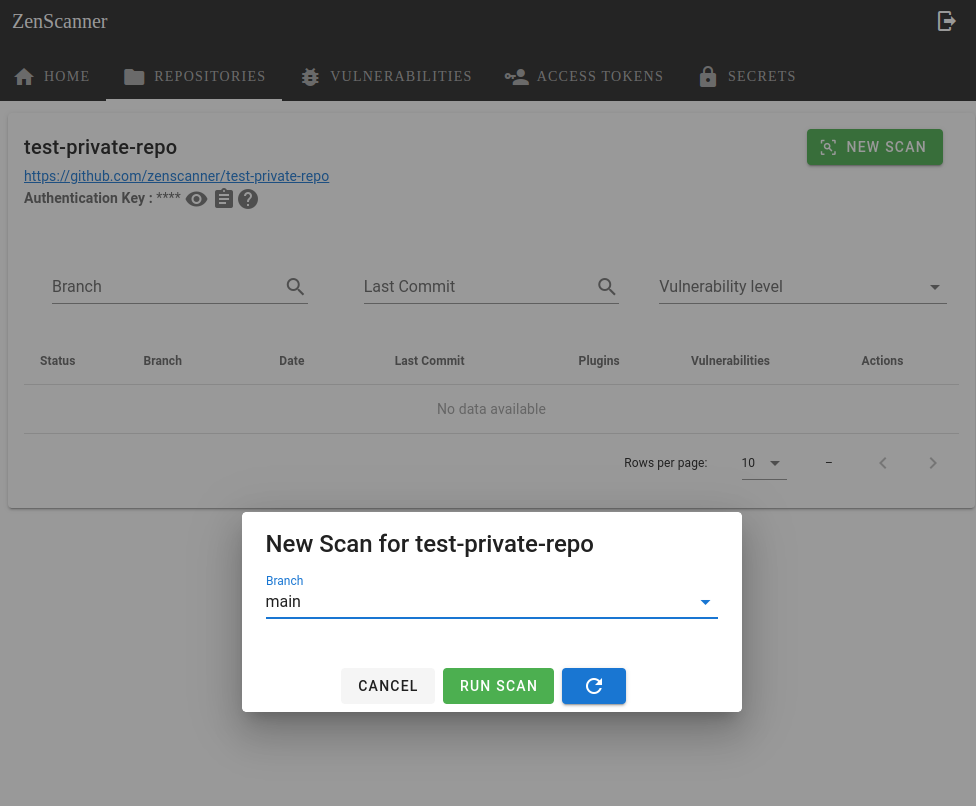 ZenScanner
HOME REPOSITORIES VULNERABILITIES ACCESS TOKENS SECRETS
test-private-repo
NEW SCAN
https://github.com/zenscanner/test-private-repo
Authentication Key : ****
Branch Last Commit Vulnerability level
Status Branch Date Last Commit Plugins Vulnerabilities Actions
No data available
Rows per page: 10 –
New Scan for test-private-repo
Branch
main
CANCEL RUN SCAN